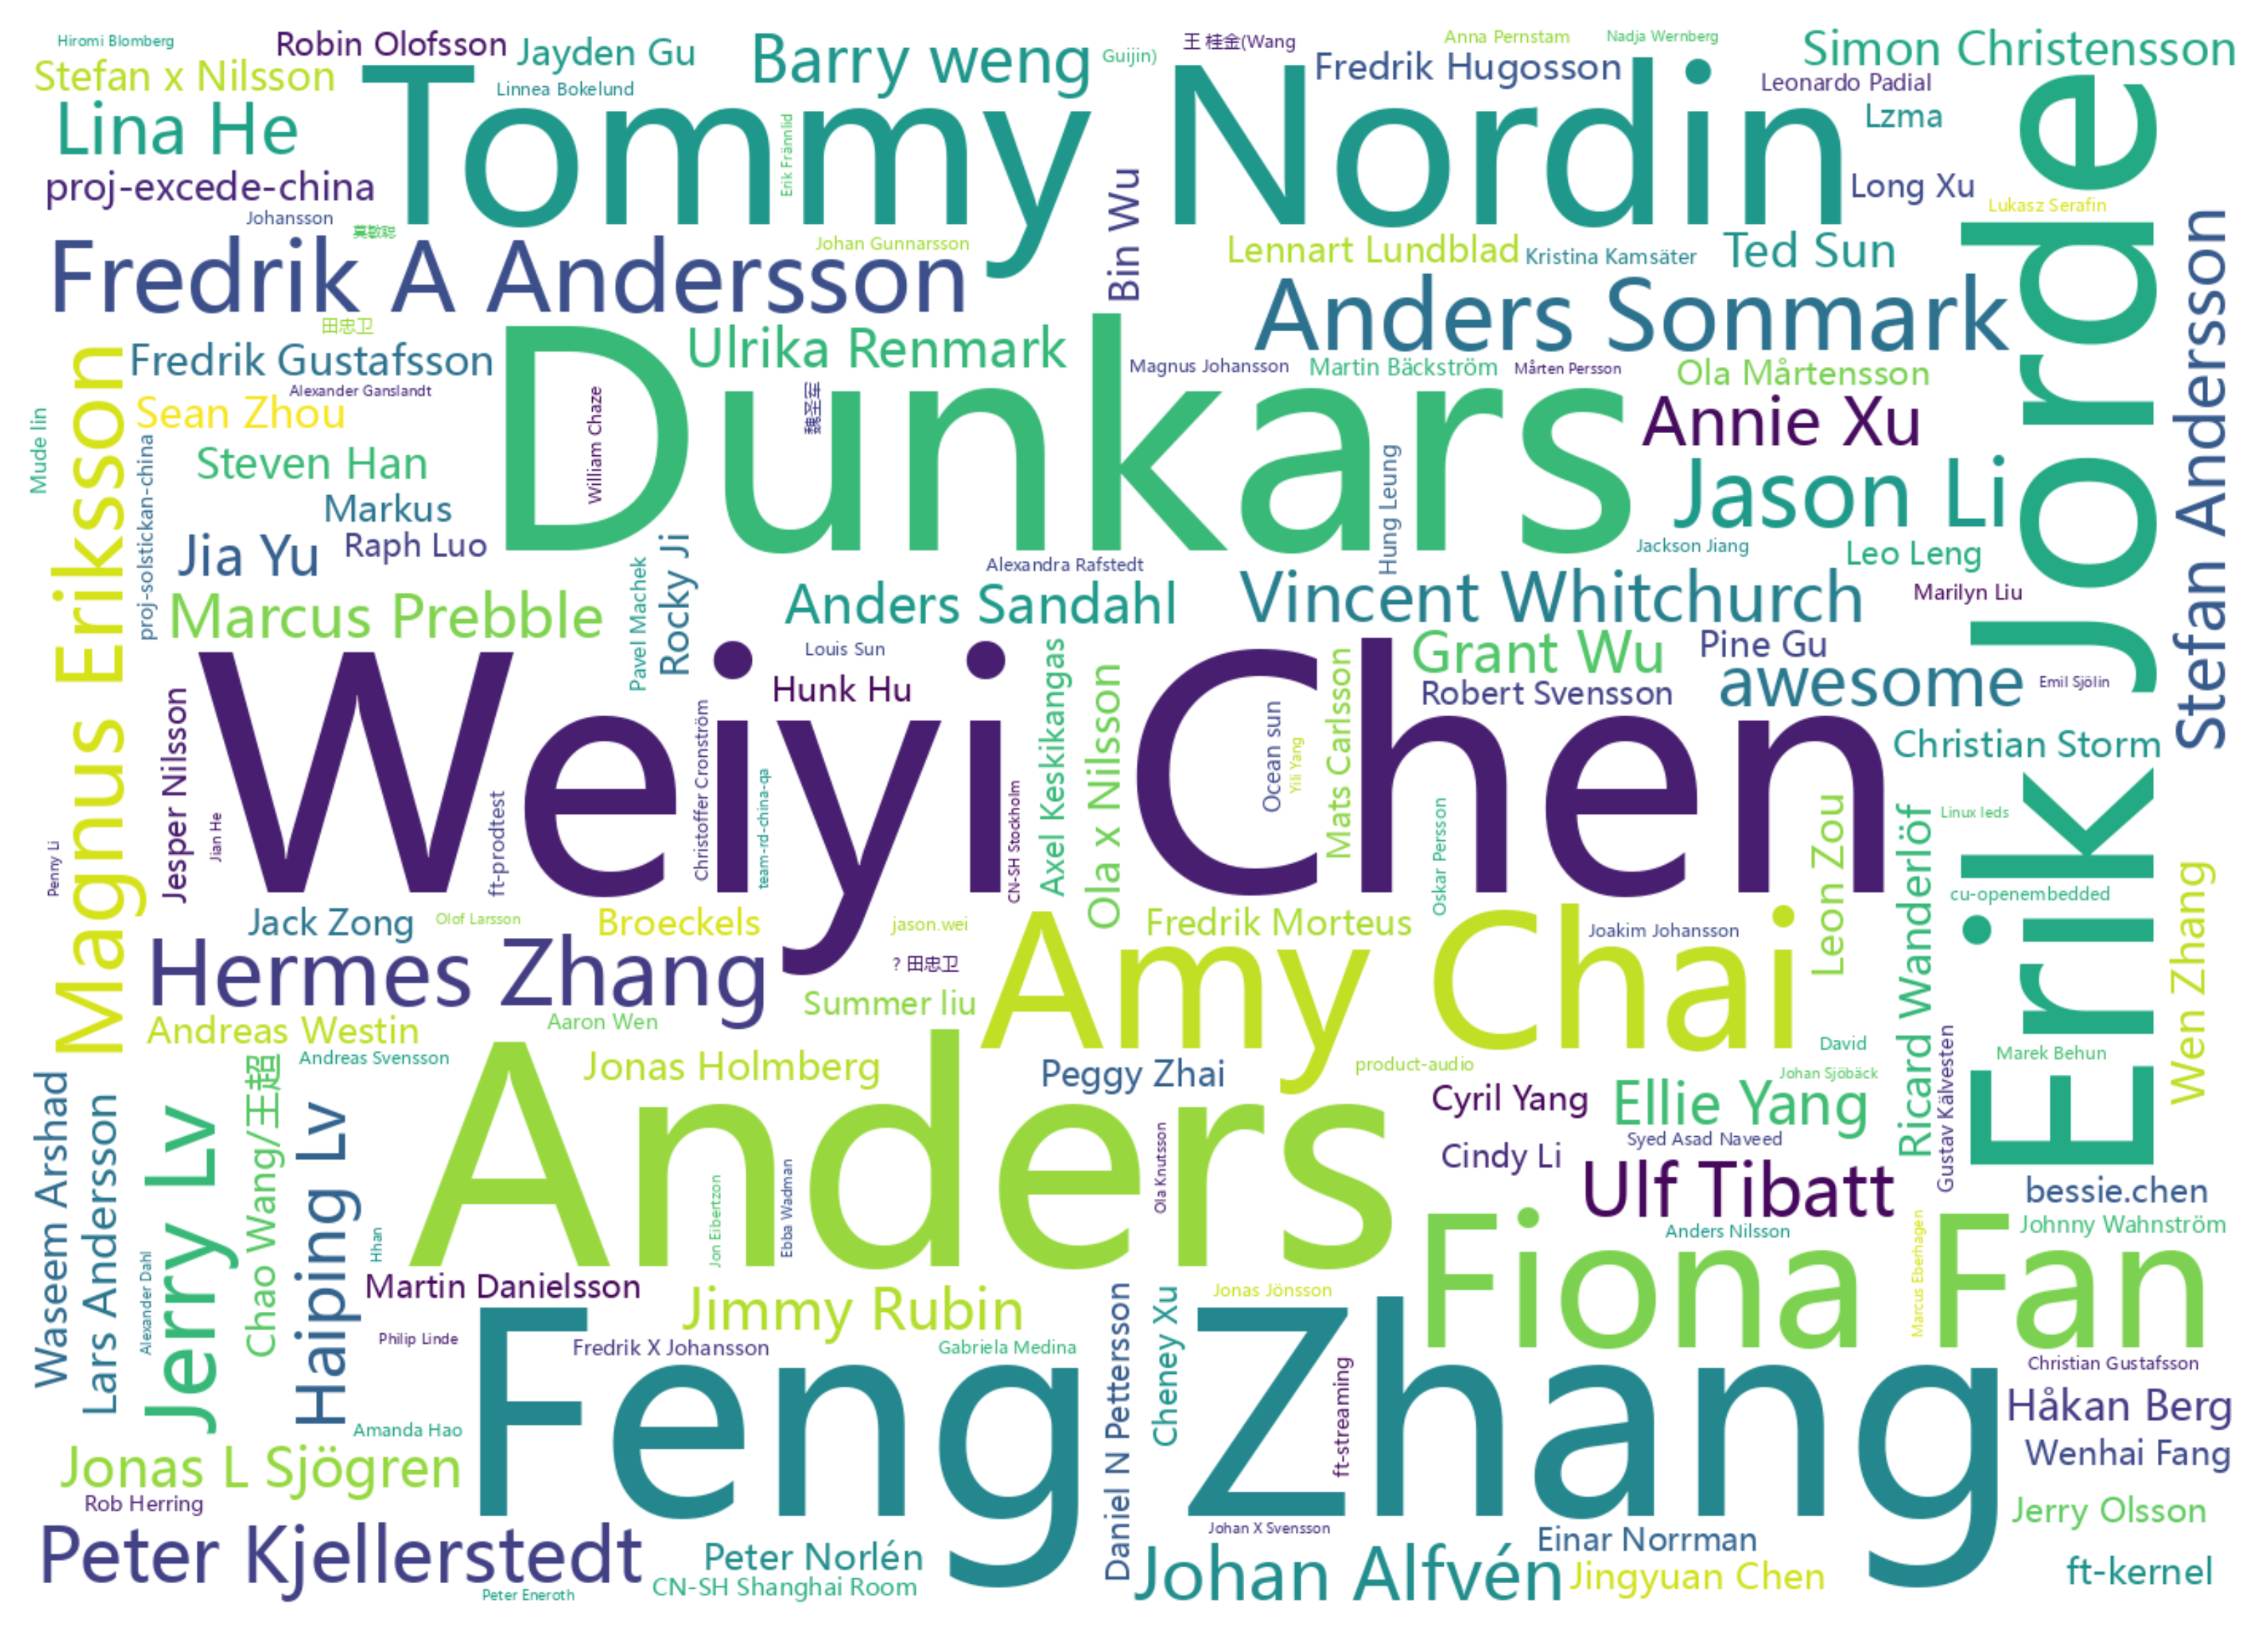 Hiromi Blomberg
Robin Olofsson
Jayden Gu
Barry weng
Guijin)
王 桂金(Wang
Anna Pernstam
Nadja Wernberg
Simon Christensson
Stefan x Nilsson
Linnea Bokelund
Fredrik Hugosson
Leonardo Padial
Lina He
Tommy
Nordin
Lzma
Erik Frännlid
proj-excede-china
Bin Wu
Long Xu
Johansson
莫敏聪
Lukasz Serafin
Fredrik A Andersson
Johan Gunnarsson
Lennart Lundblad
Kristina Kamsäter
Ted Sun
Anders Sonmark
Jorde
Stefan Andersson
田忠卫
Fredrik Gustafsson
Ulrika Renmark
Magnus Johansson
Martin Bäckström
Mårten Persson
Ola Mårtensson
Alexander Ganslandt
Magnus Eriksson
Mude lin
Sean Zhou
William Chaze
魏圣军
Dunkars
Annie Xu
proj-solstickan-china
Steven Han
Hung Leung
Jason Li
Markus
Raph Luo
Jia Yu
Rocky Ji
Pavel Machek
Alexandra Rafstedt
Jackson Jiang
Leo Leng
Marcus Prebble
Anders Sandahl
Vincent Whitchurch
Marilyn Liu
Louis Sun
Grant Wu
Pine Gu
Hunk Hu
Axel Keskikangas
Ola x Nilsson
Mats Carlsson
Robert Svensson
awesome
Emil Sjölin
Jesper Nilsson
Weiyi Chen
Christoffer Cronström
Ocean sun
Yili Yang
Christian Storm
team-rd-china-qa
CN-SH Stockholm
ft-prodtest
Jian He
Penny Li
Oskar Persson
Leon Zou
Ricard Wanderlöf
Linux leds
Erik
Wen Zhang
cu-openembedded
Jack Zong
Olof Larsson
Broeckels
jason.wei
Fredrik Morteus
Joakim Johansson
Hermes Zhang
? 田忠卫
Amy Chai
Summer liu
Andreas Westin
Aaron Wen
Andreas Svensson
Jonas Holmberg
Peggy Zhai
product-audio
David
Johan Sjöbäck
Marek Behun
Gustav Kälvesten
Waseem Arshad
Lars Andersson
Jerry Lv
Chao Wang/王超
Haiping Lv
Anders
Cyril Yang
Ellie Yang
Syed Asad Naveed
Cindy Li
Ola Knutsson
Ebba Wadman
Jon Eibertzon
Ulf Tibatt
bessie.chen
Hhan
Alexander Dahl
Anders Nilsson
Marcus Eberhagen
Johnny Wahnström
Martin Danielsson
Jimmy Rubin
Jonas Jönsson
Fiona Fan
Philip Linde
Fredrik X Johansson
Gabriela Medina
Daniel N Pettersson
Cheney Xu
ft-streaming
Christian Gustafsson
Feng Zhang
Håkan Berg
Amanda Hao
Jonas L Sjögren
Wenhai Fang
Rob Herring
Jerry Olsson
Peter Kjellerstedt
Johan X Svensson
Einar Norrman
Peter Norlén
Johan Alfvén
Jingyuan Chen
ft-kernel
CN-SH Shanghai Room
Peter Eneroth